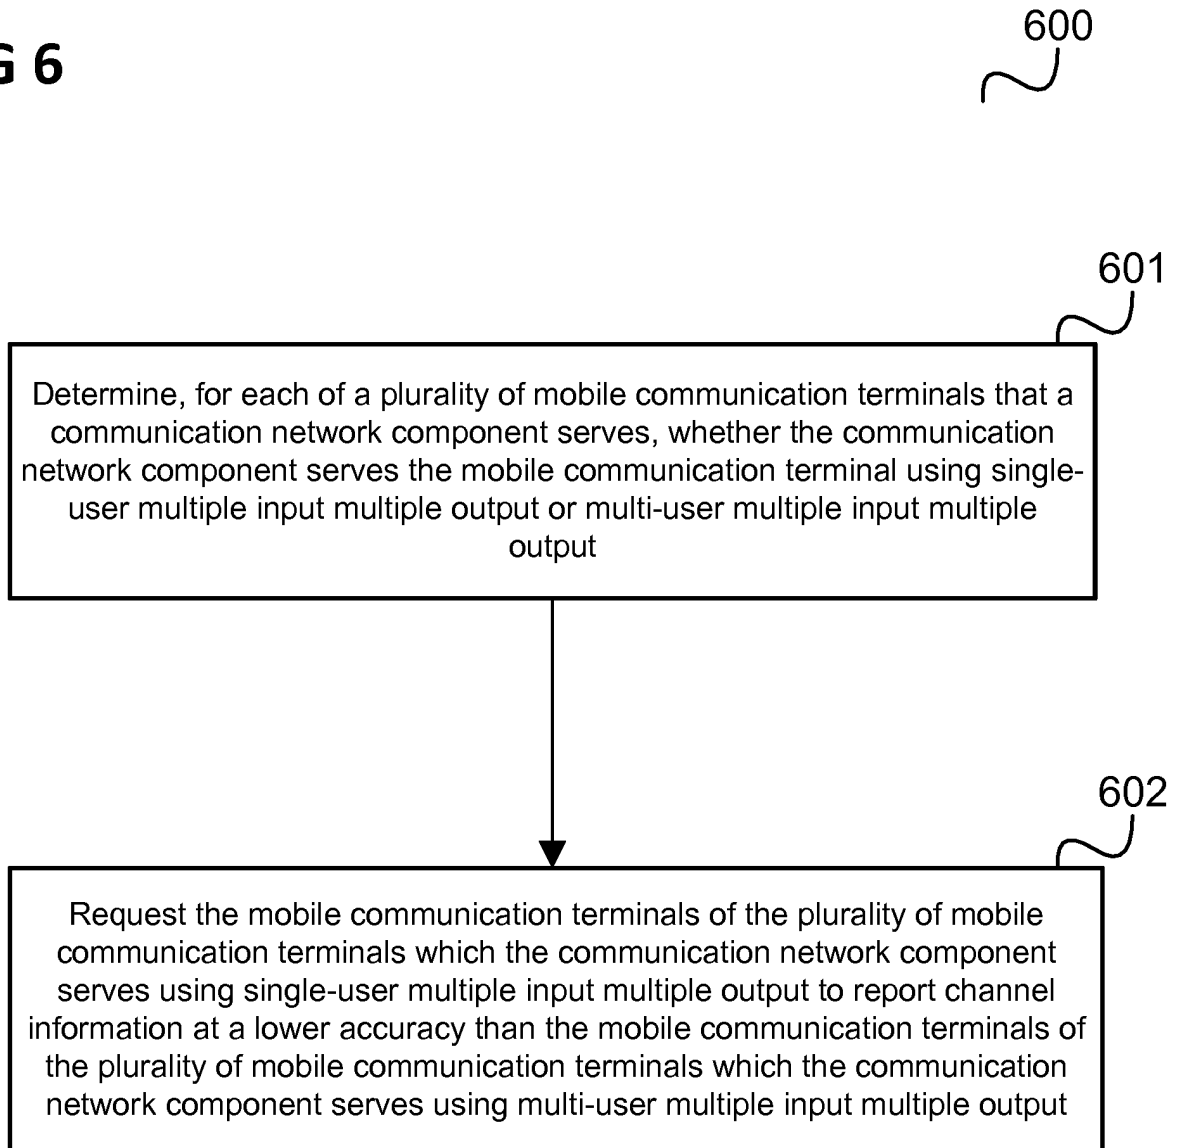 600
G 6
601
Determine, for each of a plurality of mobile communication terminals that a
communication network component serves, whether the communication
network component serves the mobile communication terminal using single-
user multiple input multiple output or multi-user multiple input multiple
output
602
Request the mobile communication terminals of the plurality of mobile
communication terminals which the communication network component
serves using single-user multiple input multiple output to report channel
information at a lower accuracy than the mobile communication terminals of
the plurality of mobile communication terminals which the communication
network component serves using multi-user multiple input multiple output